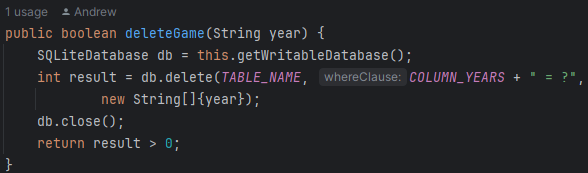 1 usage Andrew
public boolean deleteGame(String year) {
    SQLiteDatabase db = this.getWritableDatabase();
    int result = db.delete(TABLE_NAME, whereClause: COLUMN_YEARS + " = ?",
            new String[]{year});
    db.close();
    return result > 0;
}